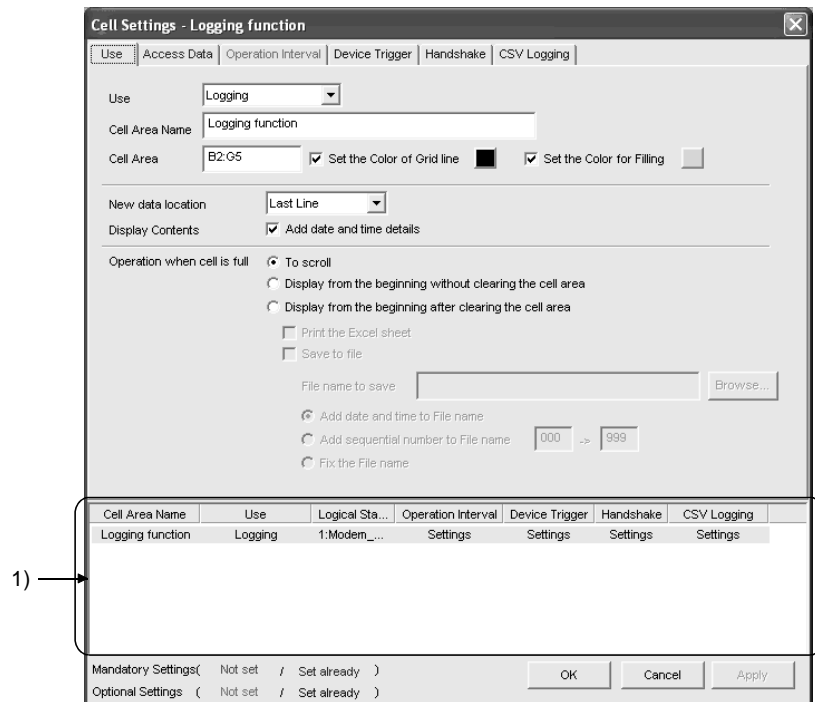 Cell Settings - Logging function
Use Access Data Operation Interval Device Trigger Handshake CSV Logging
Use Logging
Cell Area Name Logging function
Cell Area B2:G5 Set the Color of Grid line Set the Color for Filling
New data location Last Line
Display Contents Add date and time details
Operation when cell is full To scroll
Display from the beginning without clearing the cell area
Display from the beginning after clearing the cell area
Print the Excel sheet
Save to file
File name to save Browse...
Add date and time to File name
Add sequential number to File name 000 -> 999
Fix the File name
Cell Area Name Use Logical Sta... Operation Interval Device Trigger Handshake CSV Logging
Logging function Logging 1:Modem_... Settings Settings Settings Settings
1)
Mandatory Settings( Not set / Set already )
OK Cancel Apply
Optional Settings ( Not set / Set already )